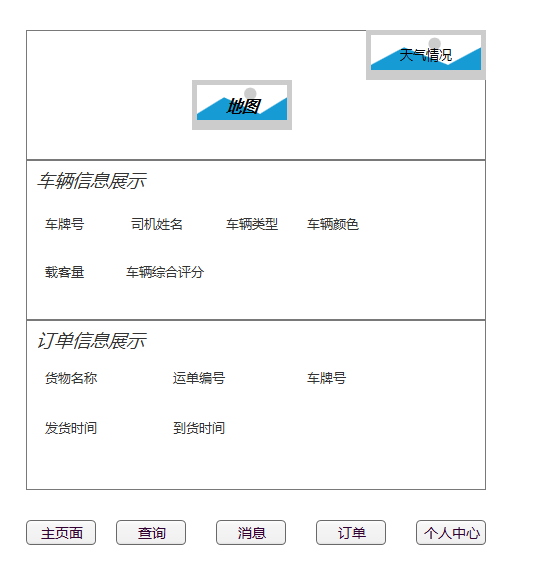 天气情况
地图
车辆信息展示
车牌号 司机姓名 车辆类型 车辆颜色
载客量 车辆综合评分
订单信息展示
货物名称 运单编号 车牌号
发货时间 到货时间
主页面 查询 消息 订单 个人中心